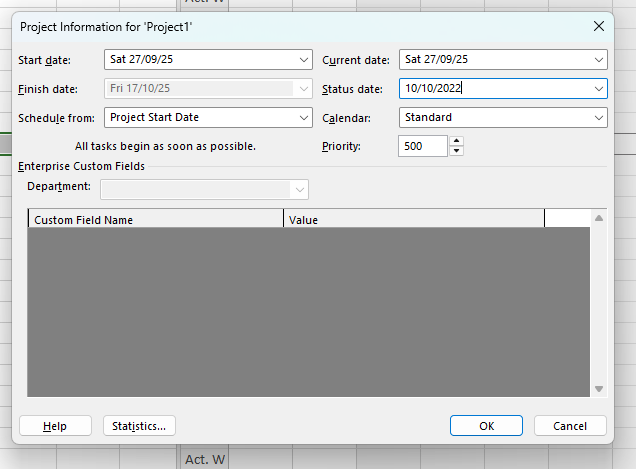 Act. W
Project Information for 'Project1'
Start date: Sat 27/09/25 Current date: Sat 27/09/25
Finish date: Fri 17/10/25 Status date: 10/10/2022
Schedule from: Project Start Date Calendar: Standard
All tasks begin as soon as possible. Priority: 500
Enterprise Custom Fields
Department:
Custom Field Name Value
Help Statistics... OK Cancel
Act. W